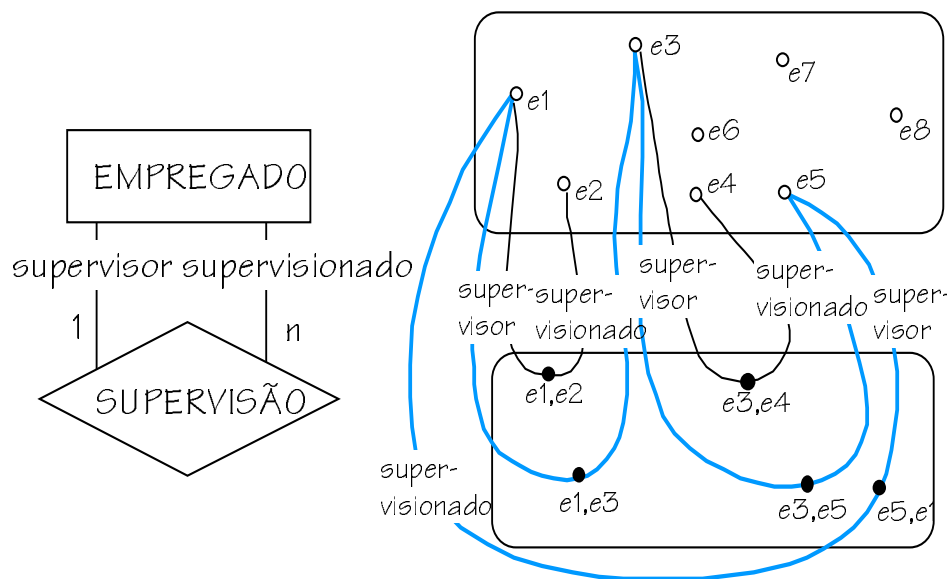 EMPREGADO
supervisor supervisionado
1
n
SUPERVISÃO
e1
e2
e3
e4
e5
e6
e7
e8
super-
visor
super-
visionado
super-
visor
super-
visionado
super-
visor
super-
visionado
e1,e2
e3,e4
e1,e3
e3,e5
e5,e1